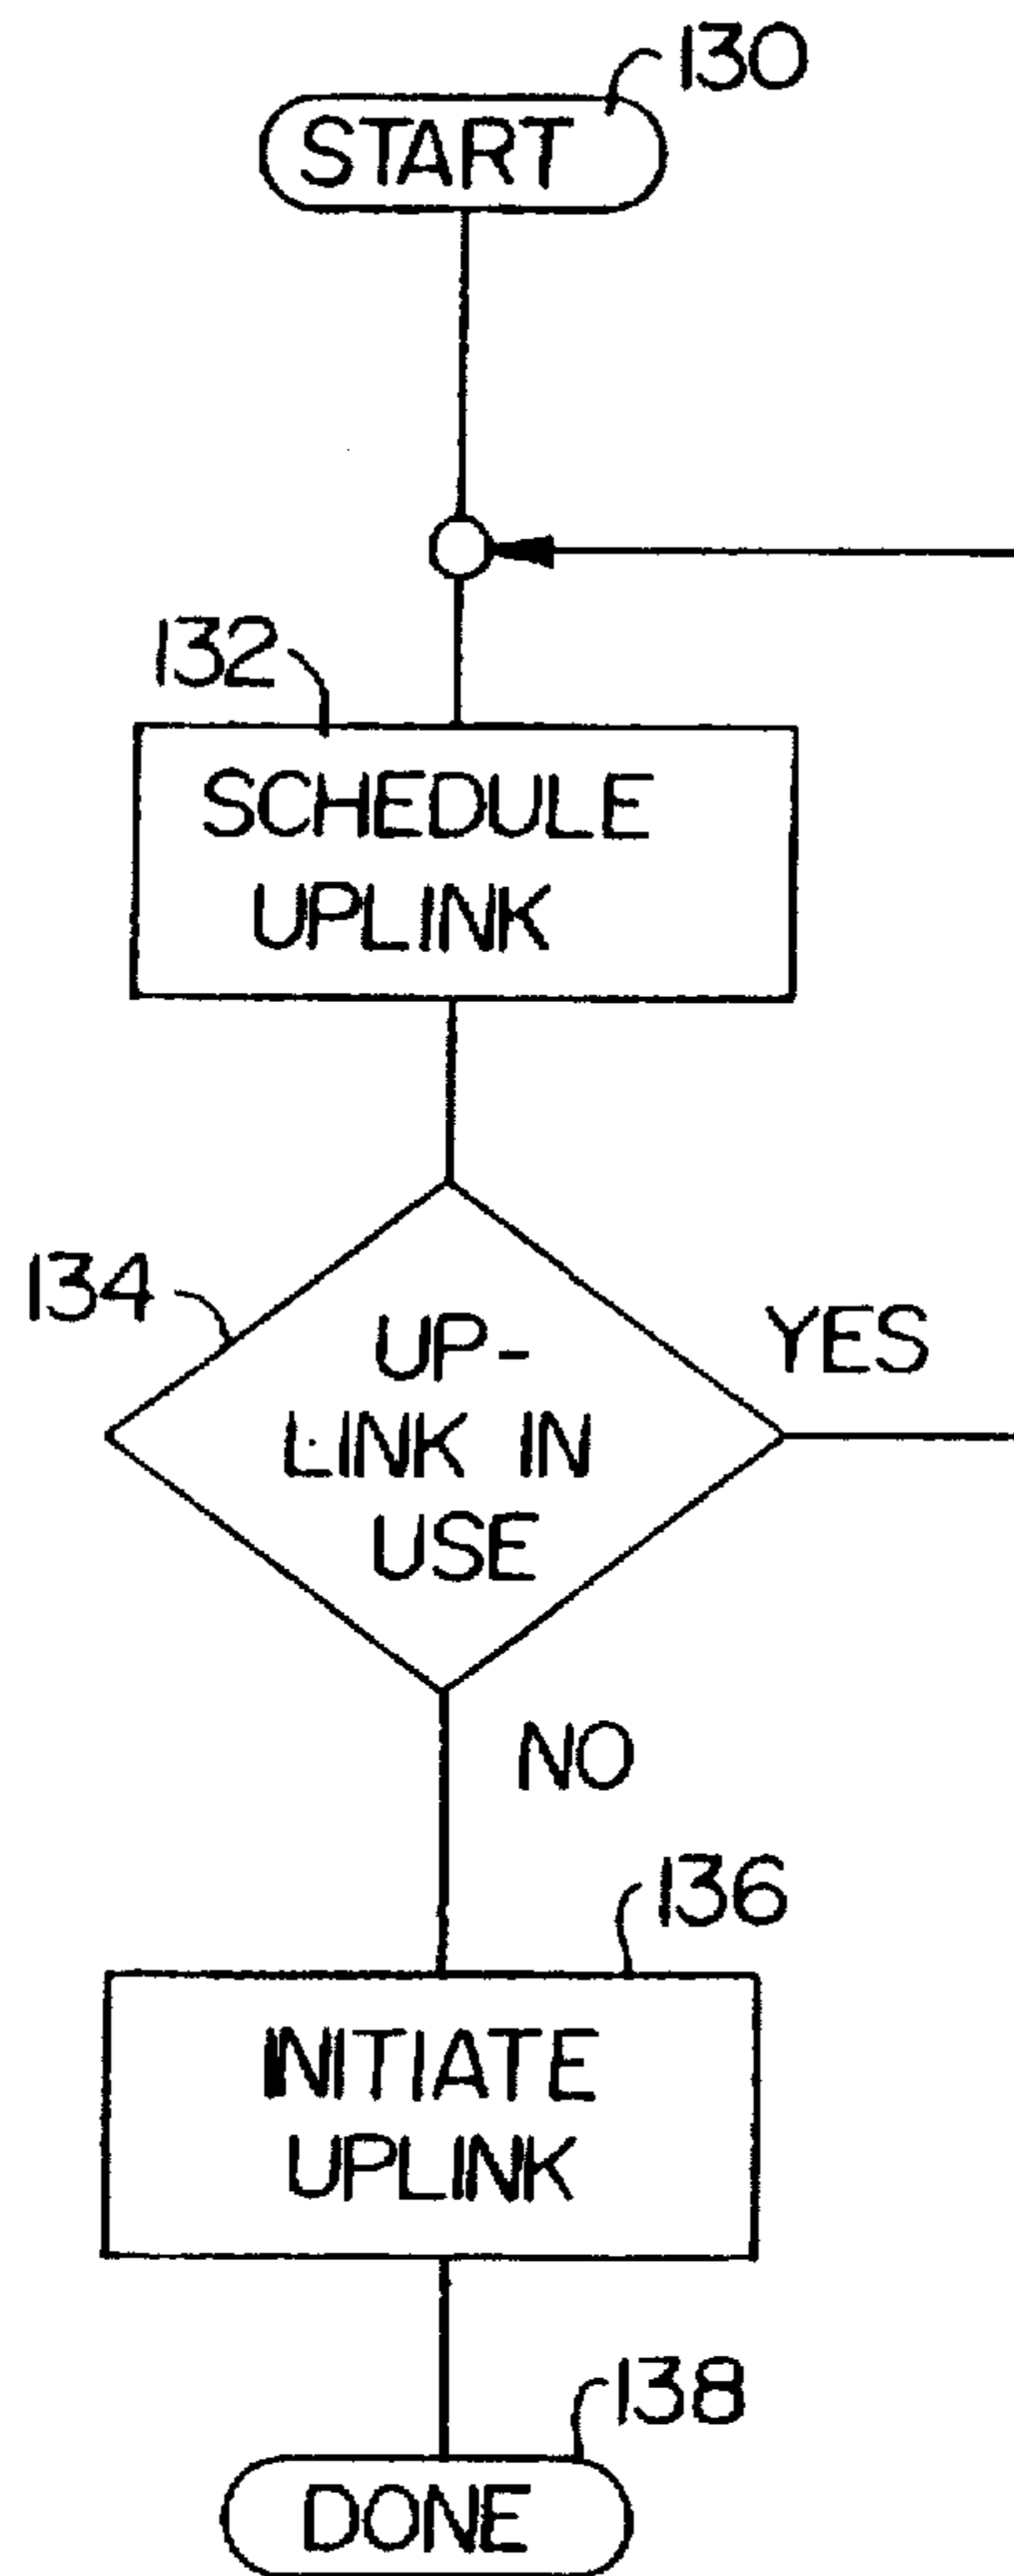 130
START
132
SCHEDULE
UPLINK
134
UP-
LINK IN
USE
YES
NO
136
INITIATE
UPLINK
138
DONE